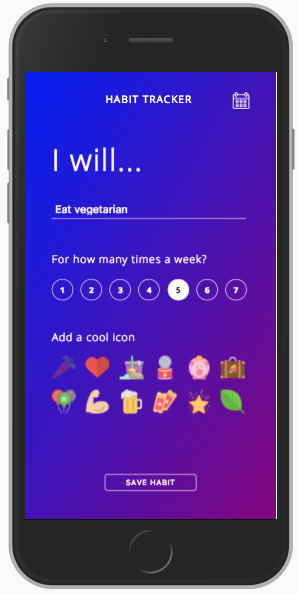 HABIT TRACKER
I will...
Eat vegetarian
For how many times a week?
1 2 3 4 5 6 7
Add a cool icon
SAVE HABIT